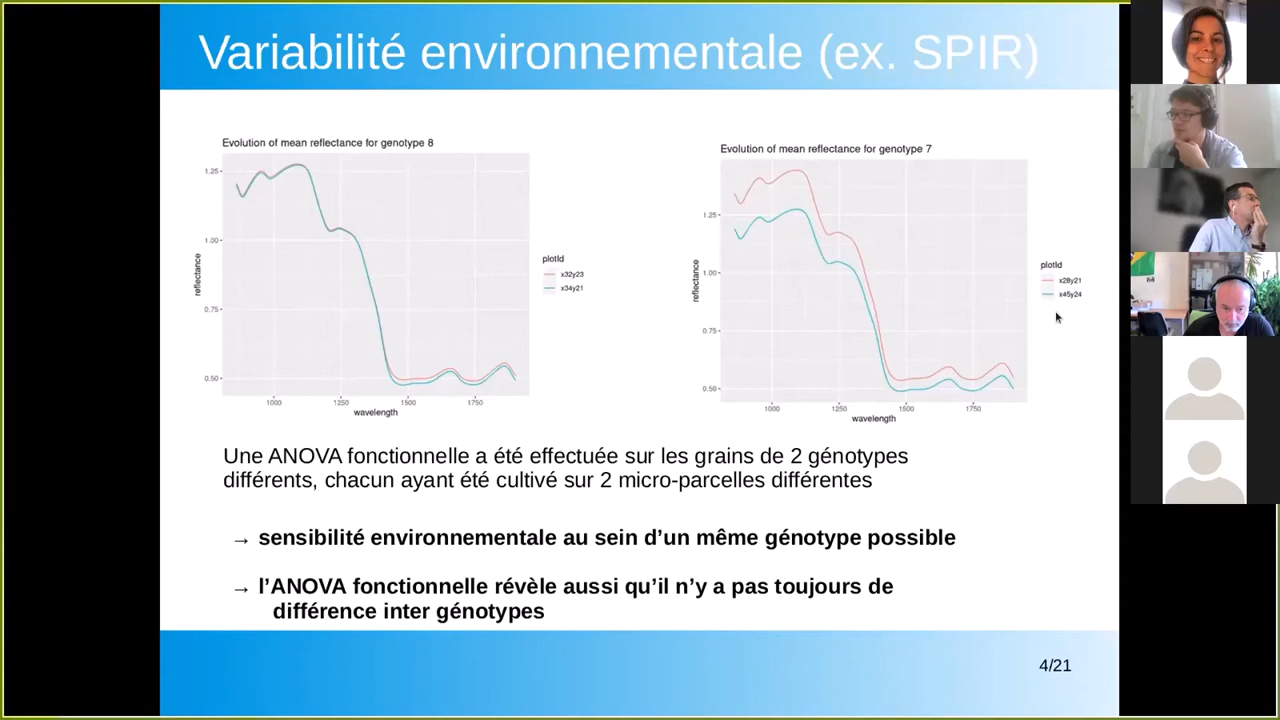 Variabilité environnementale (ex. SPIR)
Evolution of mean reflectance for genotype 8
1.25
1.00
0.75
0.50
reflectance
1000 1250 1500 1750
wavelength
plotId
x32y23
x34y21
Evolution of mean reflectance for genotype 7
1.25
1.00
0.75
0.50
reflectance
1000 1250 1500 1750
wavelength
plotId
x28y21
x45y24
Une ANOVA fonctionnelle a été effectuée sur les grains de 2 génotypes
différents, chacun ayant été cultivé sur 2 micro-parcelles différentes
→ sensibilité environnementale au sein d’un même génotype possible
→ l’ANOVA fonctionnelle révèle aussi qu’il n’y a pas toujours de
différence inter génotypes
4/21